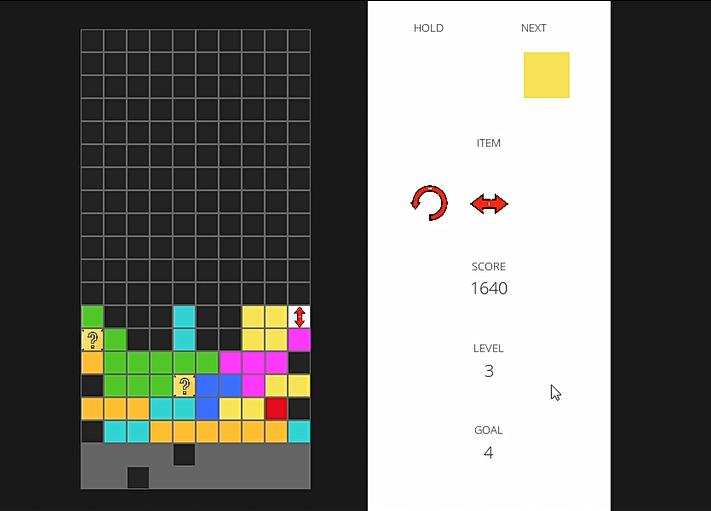 HOLD NEXT
ITEM
SCORE
1640
?
LEVEL
3
?
GOAL
4